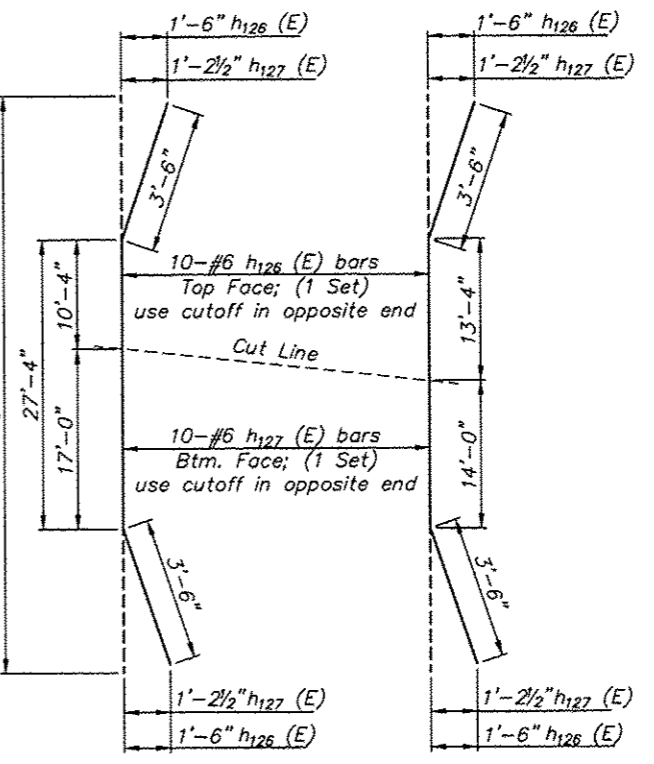 1'-6" h126 (E)
1'-6" h126 (E)
1'-2½" h127 (E)
1'-2½" h127 (E)
3'-6"
3'-6"
10-#6 h126 (E) bars
Top Face; (1 Set)
use cutoff in opposite end
10'-4"
13'-4"
Cut Line
27'-4"
17'-0"
14'-0"
10-#6 h127 (E) bars
Btm. Face; (1 Set)
use cutoff in opposite end
3'-6"
3'-6"
1'-2½" h127 (E)
1'-2½" h127 (E)
1'-6" h126 (E)
1'-6" h126 (E)